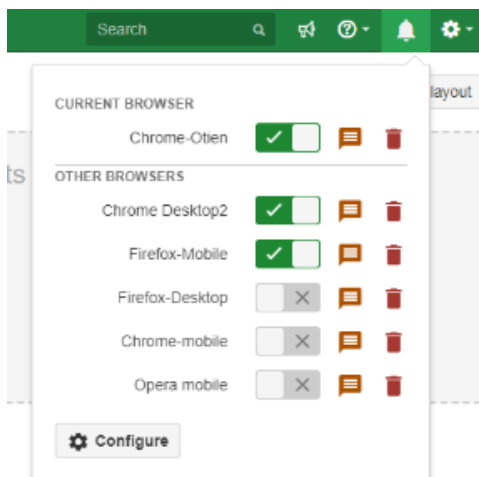 Search
layout
CURRENT BROWSER
Chrome-Otien
ts
OTHER BROWSERS
Chrome Desktop2
Firefox-Mobile
Firefox-Desktop
Chrome-mobile
Opera mobile
Configure